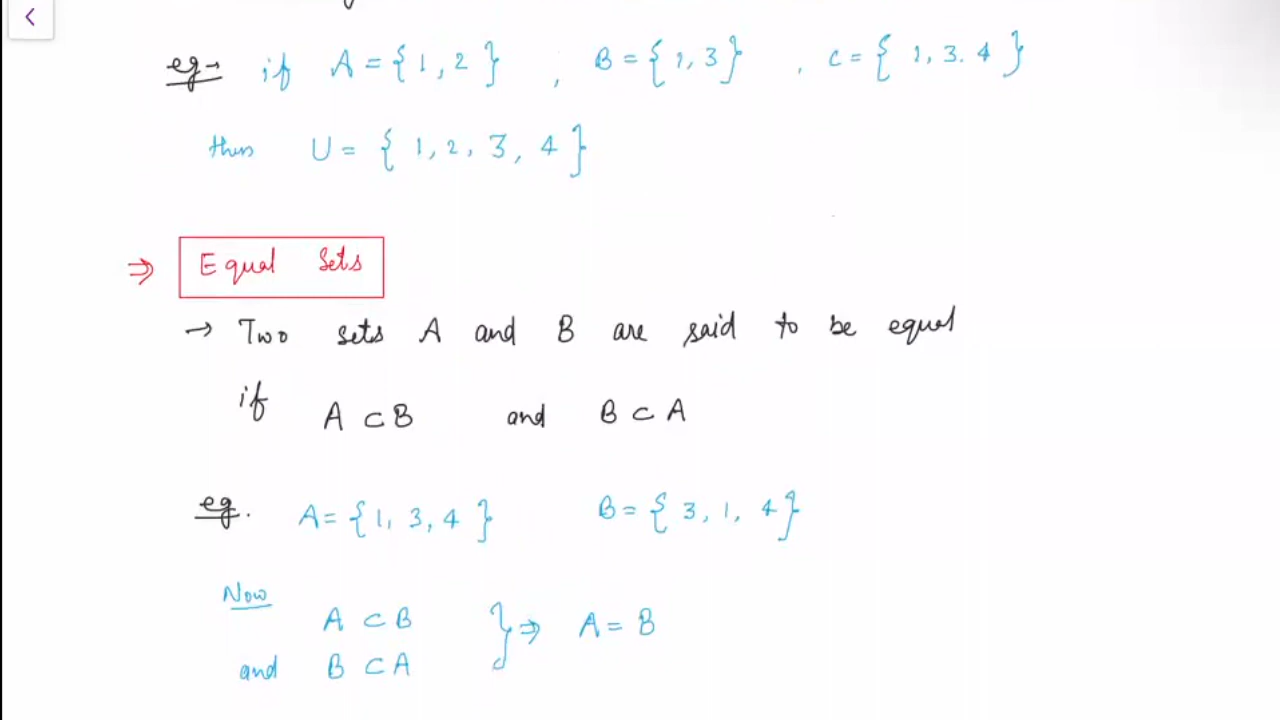 eg→ if A = { 1, 2 } , B = { 1, 3 } , C = { 1, 3. 4 }
then U = { 1, 2, 3, 4 }
⇒ Equal Sets
→ Two sets A and B are said to be equal
if A ⊂ B and B ⊂ A
eg. A = { 1, 3, 4 } B = { 3, 1, 4 }
Now
A ⊂ B
} ⇒ A = B
and B ⊂ A